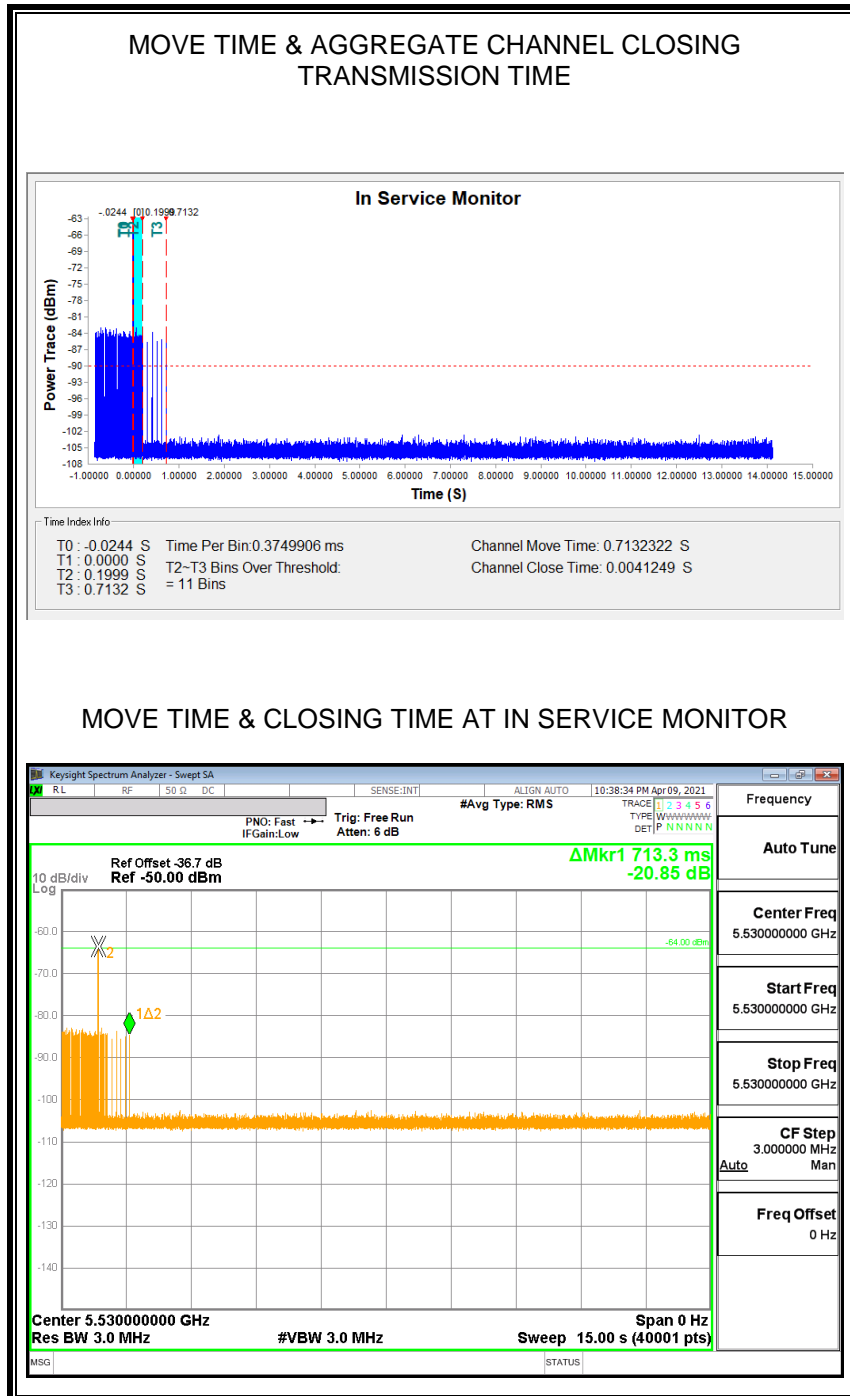 MOVE TIME & AGGREGATE CHANNEL CLOSING
TRANSMISSION TIME
In Service Monitor
-.0244 [0]0.1999 0.7132
T2
T3
-63
-66
-69
-72
-75
-78
-81
-84
-87
-90
-93
-96
-99
-102
-105
-108
Power Trace (dBm)
-1.00000 0.00000 1.00000 2.00000 3.00000 4.00000 5.00000 6.00000 7.00000 8.00000 9.00000 10.00000 11.00000 12.00000 13.00000 14.00000 15.00000
Time (S)
Time Index Info
T0 : -0.0244 S
T1 : 0.0000 S
T2 : 0.1999 S
T3 : 0.7132 S
Time Per Bin:0.3749906 ms
T2~T3 Bins Over Threshold:
= 11 Bins
Channel Move Time: 0.7132322 S
Channel Close Time: 0.0041249 S
MOVE TIME & CLOSING TIME AT IN SERVICE MONITOR
Keysight Spectrum Analyzer - Swept SA
LXI RL RF 50 Ω DC SENSE:INT ALIGN AUTO 10:38:34 PM Apr 09, 2021
#Avg Type: RMS
TRACE 1 2 3 4 5 6
TYPE WWWWWW
DET P N N N N N
PNO: Fast
IFGain:Low
Trig: Free Run
Atten: 6 dB
ΔMkr1 713.3 ms
-20.85 dB
Ref Offset -36.7 dB
10 dB/div Ref -50.00 dBm
Log
-60.0
-70.0
-80.0
-90.0
-100
-110
-120
-130
-140
-64.00 dBm
2
1Δ2
Center 5.530000000 GHz Span 0 Hz
Res BW 3.0 MHz #VBW 3.0 MHz Sweep 15.00 s (40001 pts)
MSG STATUS
Frequency
Auto Tune
Center Freq
5.530000000 GHz
Start Freq
5.530000000 GHz
Stop Freq
5.530000000 GHz
CF Step
3.000000 MHz
Auto Man
Freq Offset
0 Hz